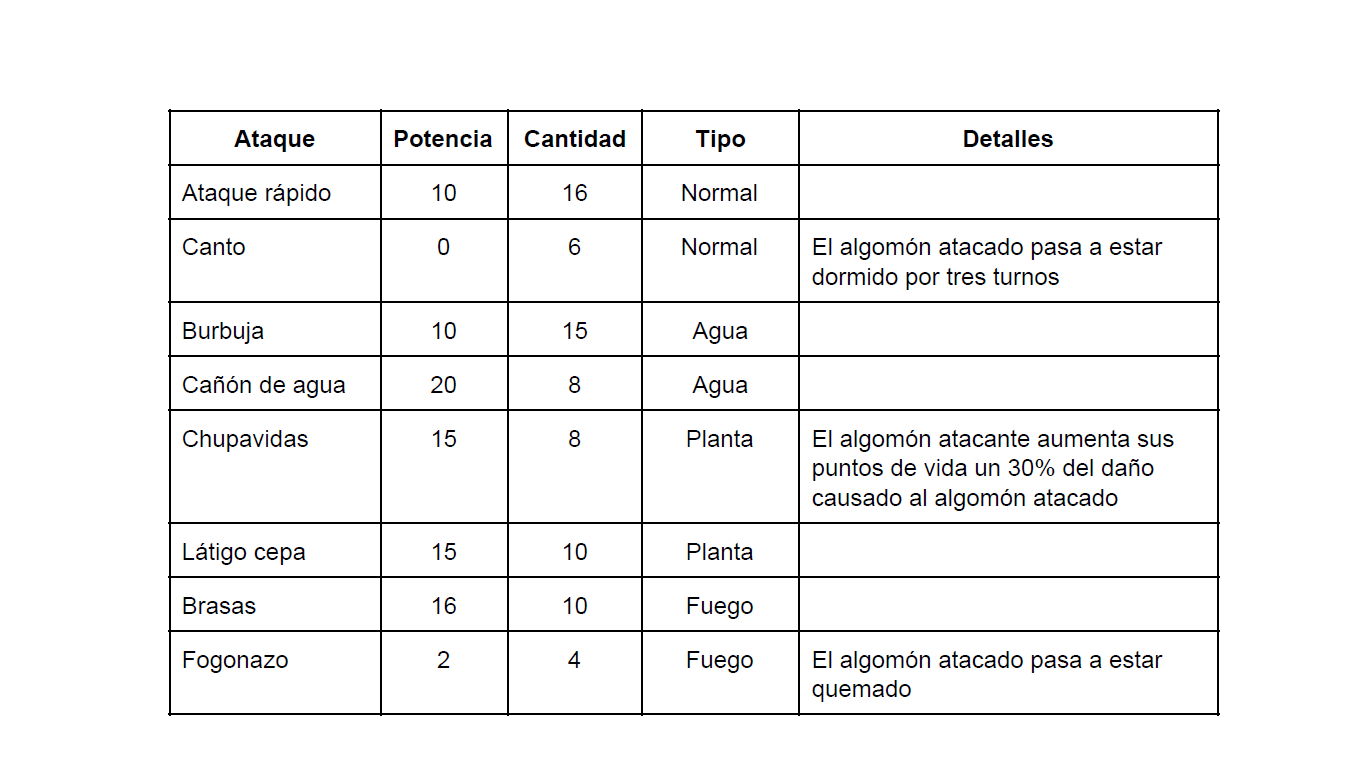 Ataque Potencia Cantidad Tipo Detalles
Ataque rápido 10 16 Normal
Canto 0 6 Normal El algomón atacado pasa a estar
dormido por tres turnos
Burbuja 10 15 Agua
Cañón de agua 20 8 Agua
Chupavidas 15 8 Planta El algomón atacante aumenta sus
puntos de vida un 30% del daño
causado al algomón atacado
Látigo cepa 15 10 Planta
Brasas 16 10 Fuego
Fogonazo 2 4 Fuego El algomón atacado pasa a estar
quemado